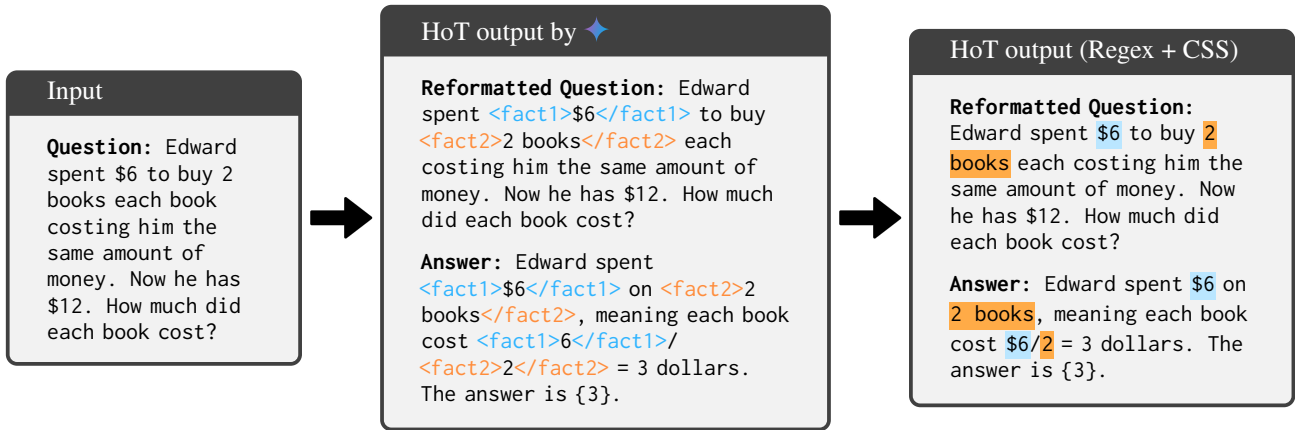 Input
Question: Edward
spent $6 to buy 2
books each book
costing him the
same amount of
money. Now he has
$12. How much did
each book cost?
HoT output by
Reformatted Question: Edward
spent <fact1>$6</fact1> to buy
<fact2>2 books</fact2> each
costing him the same amount of
money. Now he has $12. How much
did each book cost?
Answer: Edward spent
<fact1>$6</fact1> on <fact2>2
books</fact2>, meaning each book
cost <fact1>6</fact1>/
<fact2>2</fact2> = 3 dollars.
The answer is {3}.
HoT output (Regex + CSS)
Reformatted Question:
Edward spent $6 to buy 2
books each costing him the
same amount of money. Now
he has $12. How much did
each book cost?
Answer: Edward spent $6 on
2 books, meaning each book
cost $6/2 = 3 dollars. The
answer is {3}.